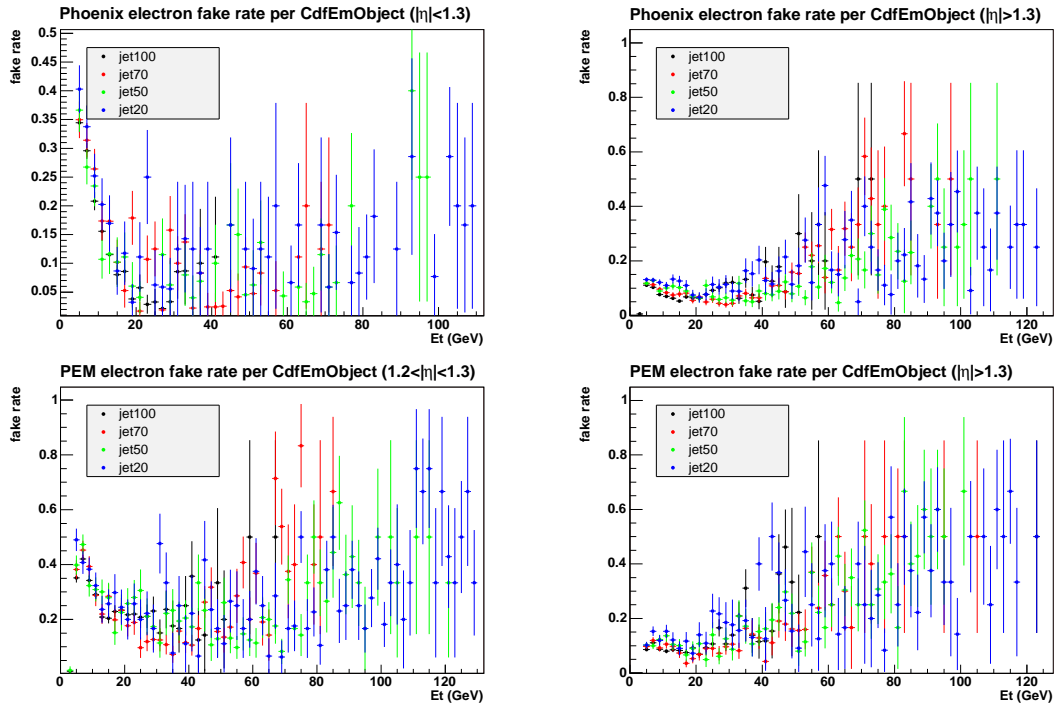 Phoenix electron fake rate per CdfEmObject (|η|<1.3)
fake rate
0.5
0.45
0.4
0.35
0.3
0.25
0.2
0.15
0.1
0.05
jet100
jet70
jet50
jet20
0 20 40 60 80 100
Et (GeV)
Phoenix electron fake rate per CdfEmObject (|η|>1.3)
fake rate
1
0.8
0.6
0.4
0.2
0
jet100
jet70
jet50
jet20
0 20 40 60 80 100 120
Et (GeV)
PEM electron fake rate per CdfEmObject (1.2<|η|<1.3)
fake rate
1
0.8
0.6
0.4
0.2
jet100
jet70
jet50
jet20
0 20 40 60 80 100 120
Et (GeV)
PEM electron fake rate per CdfEmObject (|η|>1.3)
fake rate
1
0.8
0.6
0.4
0.2
0
jet100
jet70
jet50
jet20
0 20 40 60 80 100 120
Et (GeV)